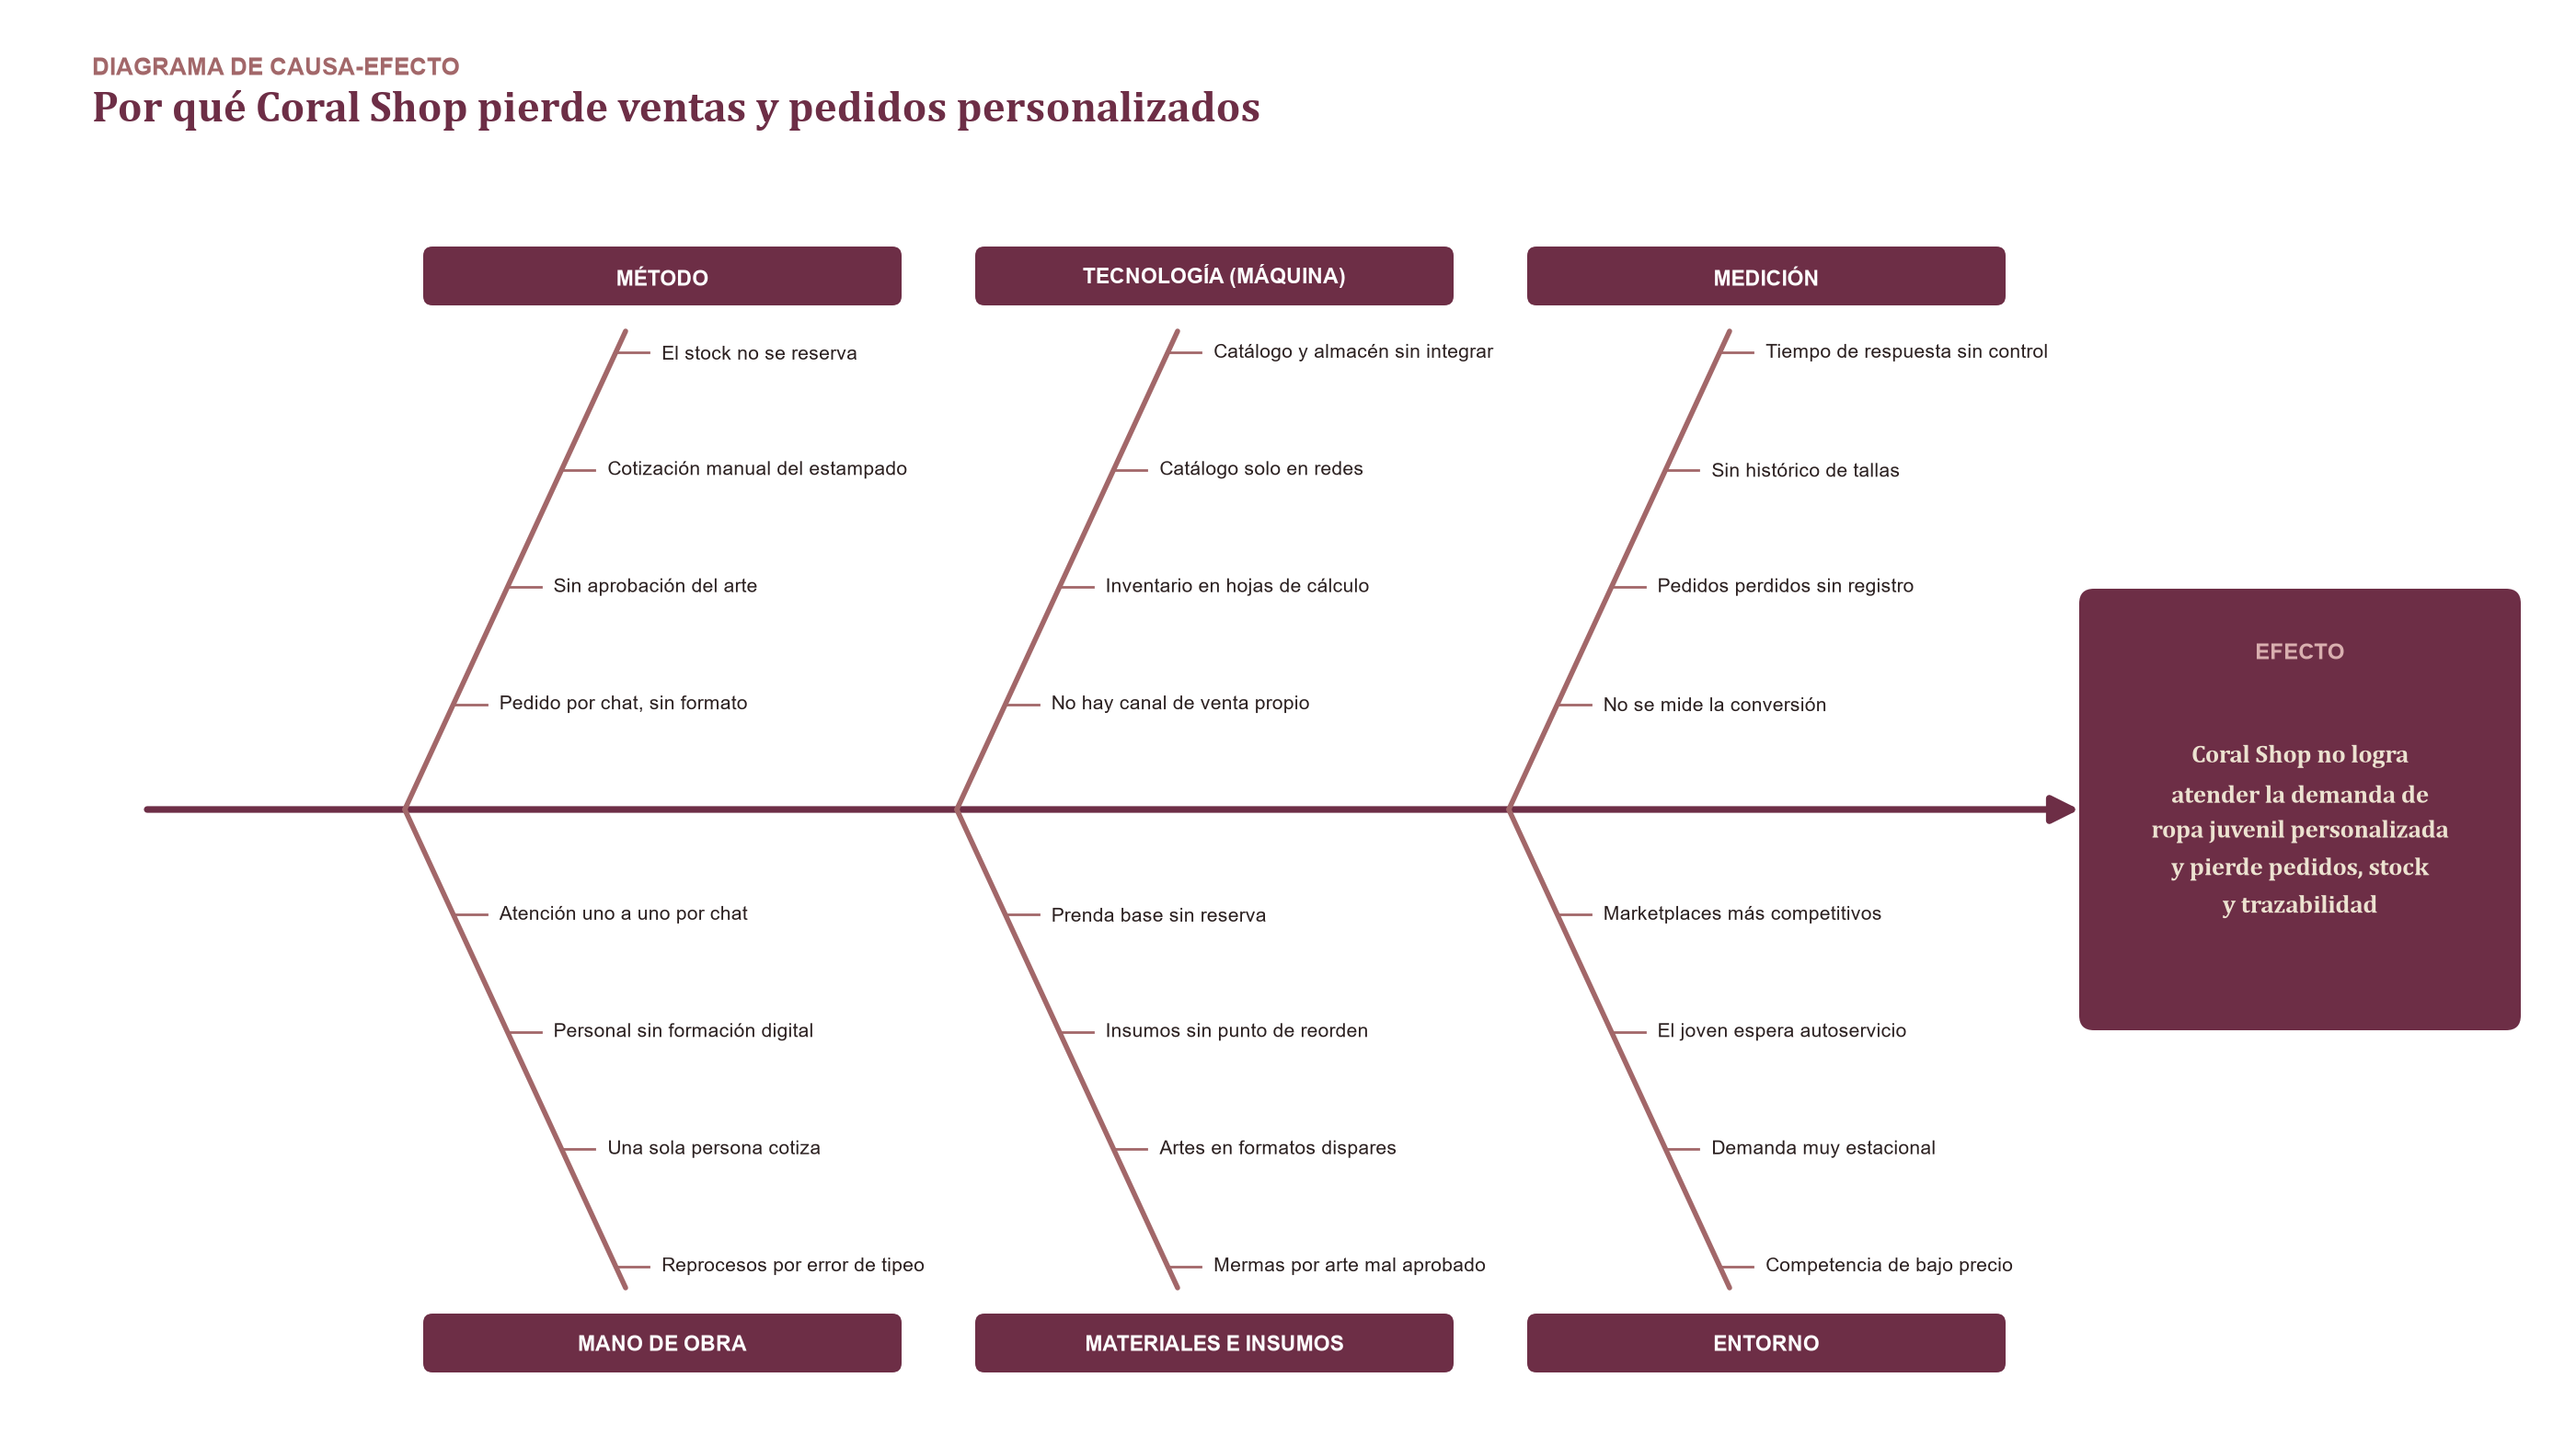 DIAGRAMA DE CAUSA-EFECTO
Por qué Coral Shop pierde ventas y pedidos personalizados
MÉTODO
El stock no se reserva
Cotización manual del estampado
Sin aprobación del arte
Pedido por chat, sin formato
TECNOLOGÍA (MÁQUINA)
Catálogo y almacén sin integrar
Catálogo solo en redes
Inventario en hojas de cálculo
No hay canal de venta propio
MEDICIÓN
Tiempo de respuesta sin control
Sin histórico de tallas
Pedidos perdidos sin registro
No se mide la conversión
Atención uno a uno por chat
Personal sin formación digital
Una sola persona cotiza
Reprocesos por error de tipeo
MANO DE OBRA
Prenda base sin reserva
Insumos sin punto de reorden
Artes en formatos dispares
Mermas por arte mal aprobado
MATERIALES E INSUMOS
Marketplaces más competitivos
El joven espera autoservicio
Demanda muy estacional
Competencia de bajo precio
ENTORNO
EFECTO
Coral Shop no logra
atender la demanda de
ropa juvenil personalizada
y pierde pedidos, stock
y trazabilidad